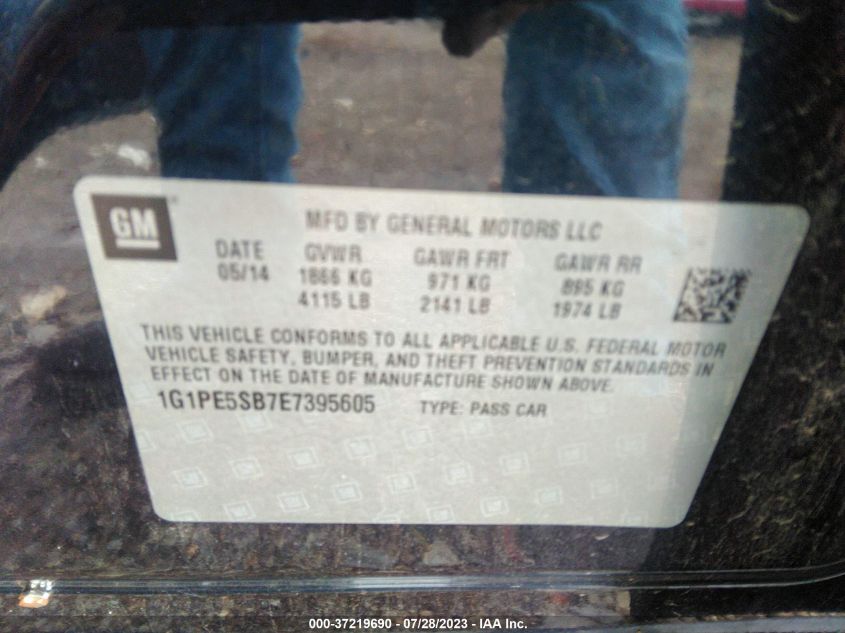 GM
MFD BY GENERAL MOTORS LLC
DATE GVWR GAWR FRT GAWR RR
05/14 1866 KG 971 KG 895 KG
4115 LB 2141 LB 1974 LB
THIS VEHICLE CONFORMS TO ALL APPLICABLE U.S. FEDERAL MOTOR
VEHICLE SAFETY, BUMPER, AND THEFT PREVENTION STANDARDS IN
EFFECT ON THE DATE OF MANUFACTURE SHOWN ABOVE.
1G1PE5SB7E7395605 TYPE: PASS CAR
000-37219690 - 07/28/2023 - IAA Inc.